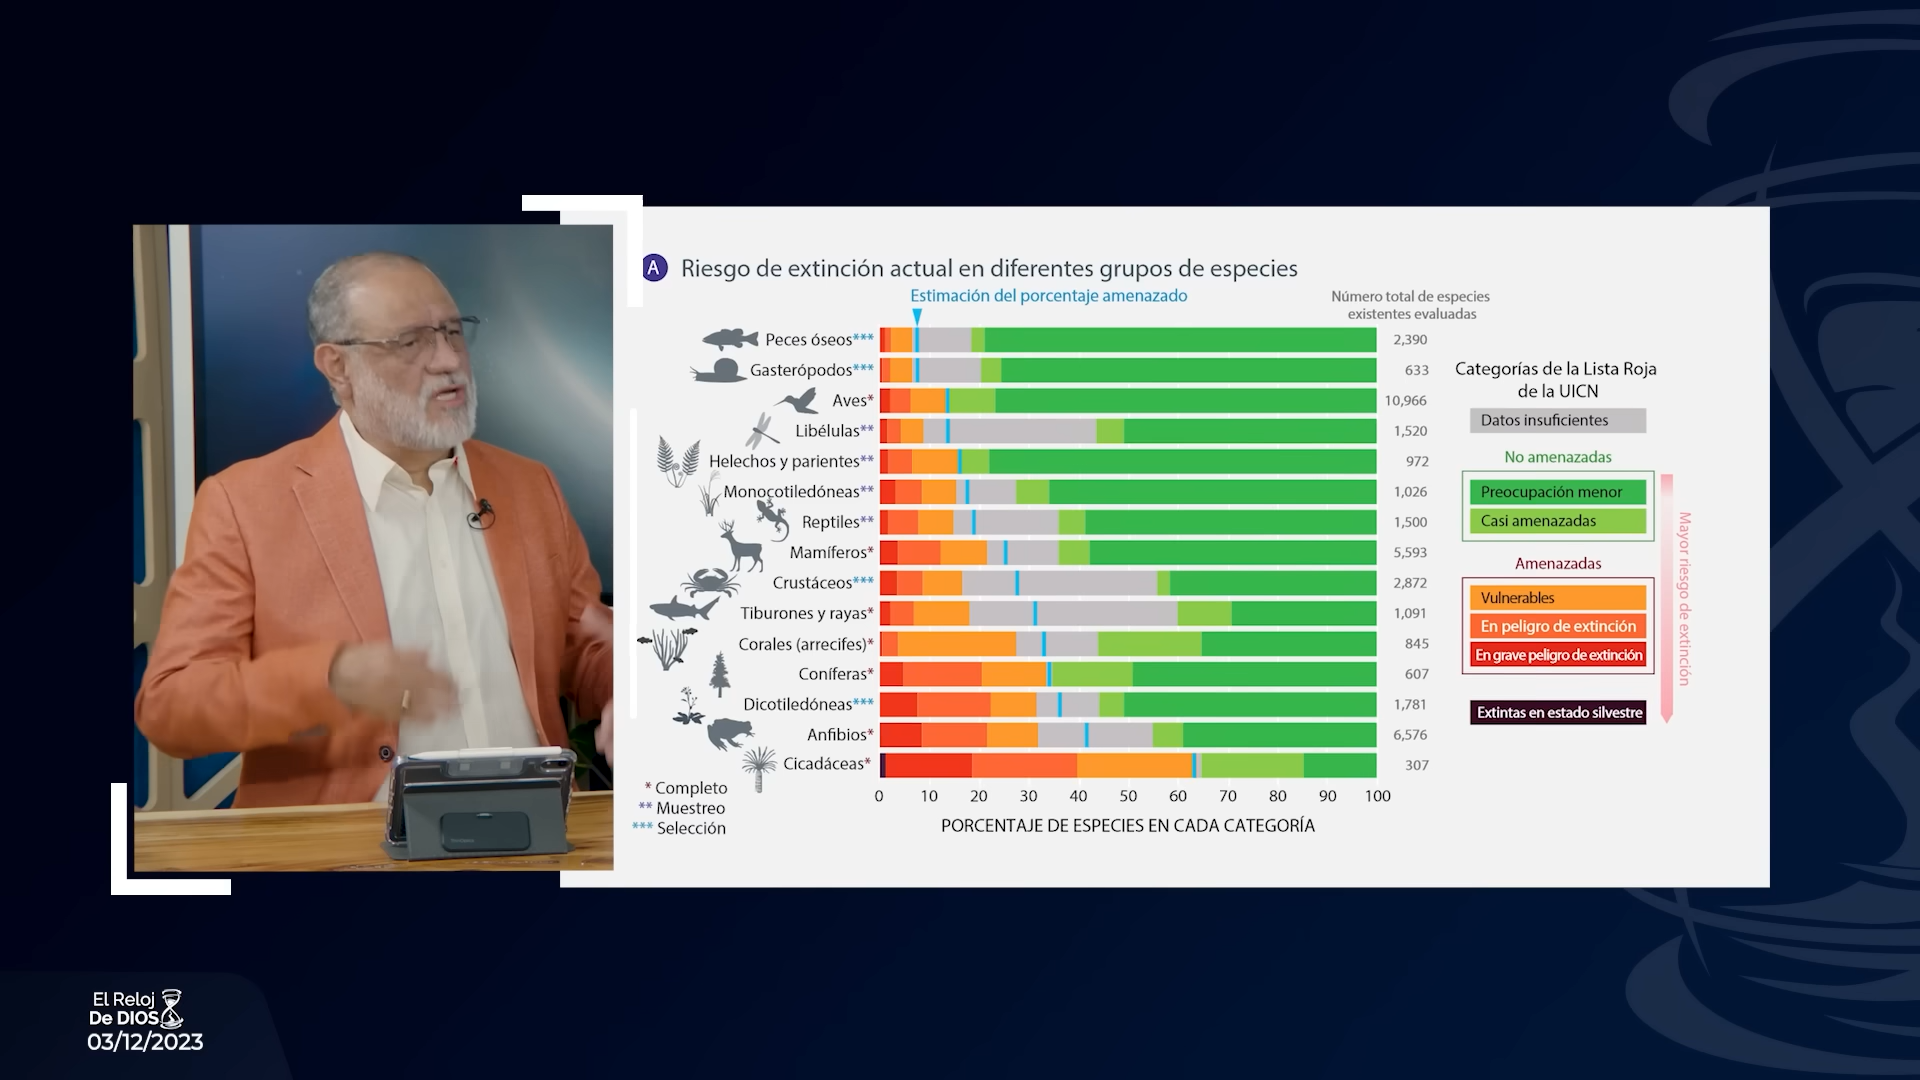 A Riesgo de extinción actual en diferentes grupos de especies
Estimación del porcentaje amenazado
Número total de especies
existentes evaluadas
Peces óseos*** 2,390
Gasterópodos*** 633
Aves* 10,966
Libélulas** 1,520
Helechos y parientes** 972
Monocotiledóneas** 1,026
Reptiles** 1,500
Mamíferos* 5,593
Crustáceos*** 2,872
Tiburones y rayas* 1,091
Corales (arrecifes)* 845
Coníferas* 607
Dicotiledóneas*** 1,781
Anfibios* 6,576
Cicadáceas* 307
0 10 20 30 40 50 60 70 80 90 100
PORCENTAJE DE ESPECIES EN CADA CATEGORÍA
* Completo
** Muestreo
*** Selección
Categorías de la Lista Roja
de la UICN
Datos insuficientes
No amenazadas
Preocupación menor
Casi amenazadas
Amenazadas
Vulnerables
En peligro de extinción
En grave peligro de extinción
Extintas en estado silvestre
Mayor riesgo de extinción
El Reloj
De DIOS
03/12/2023